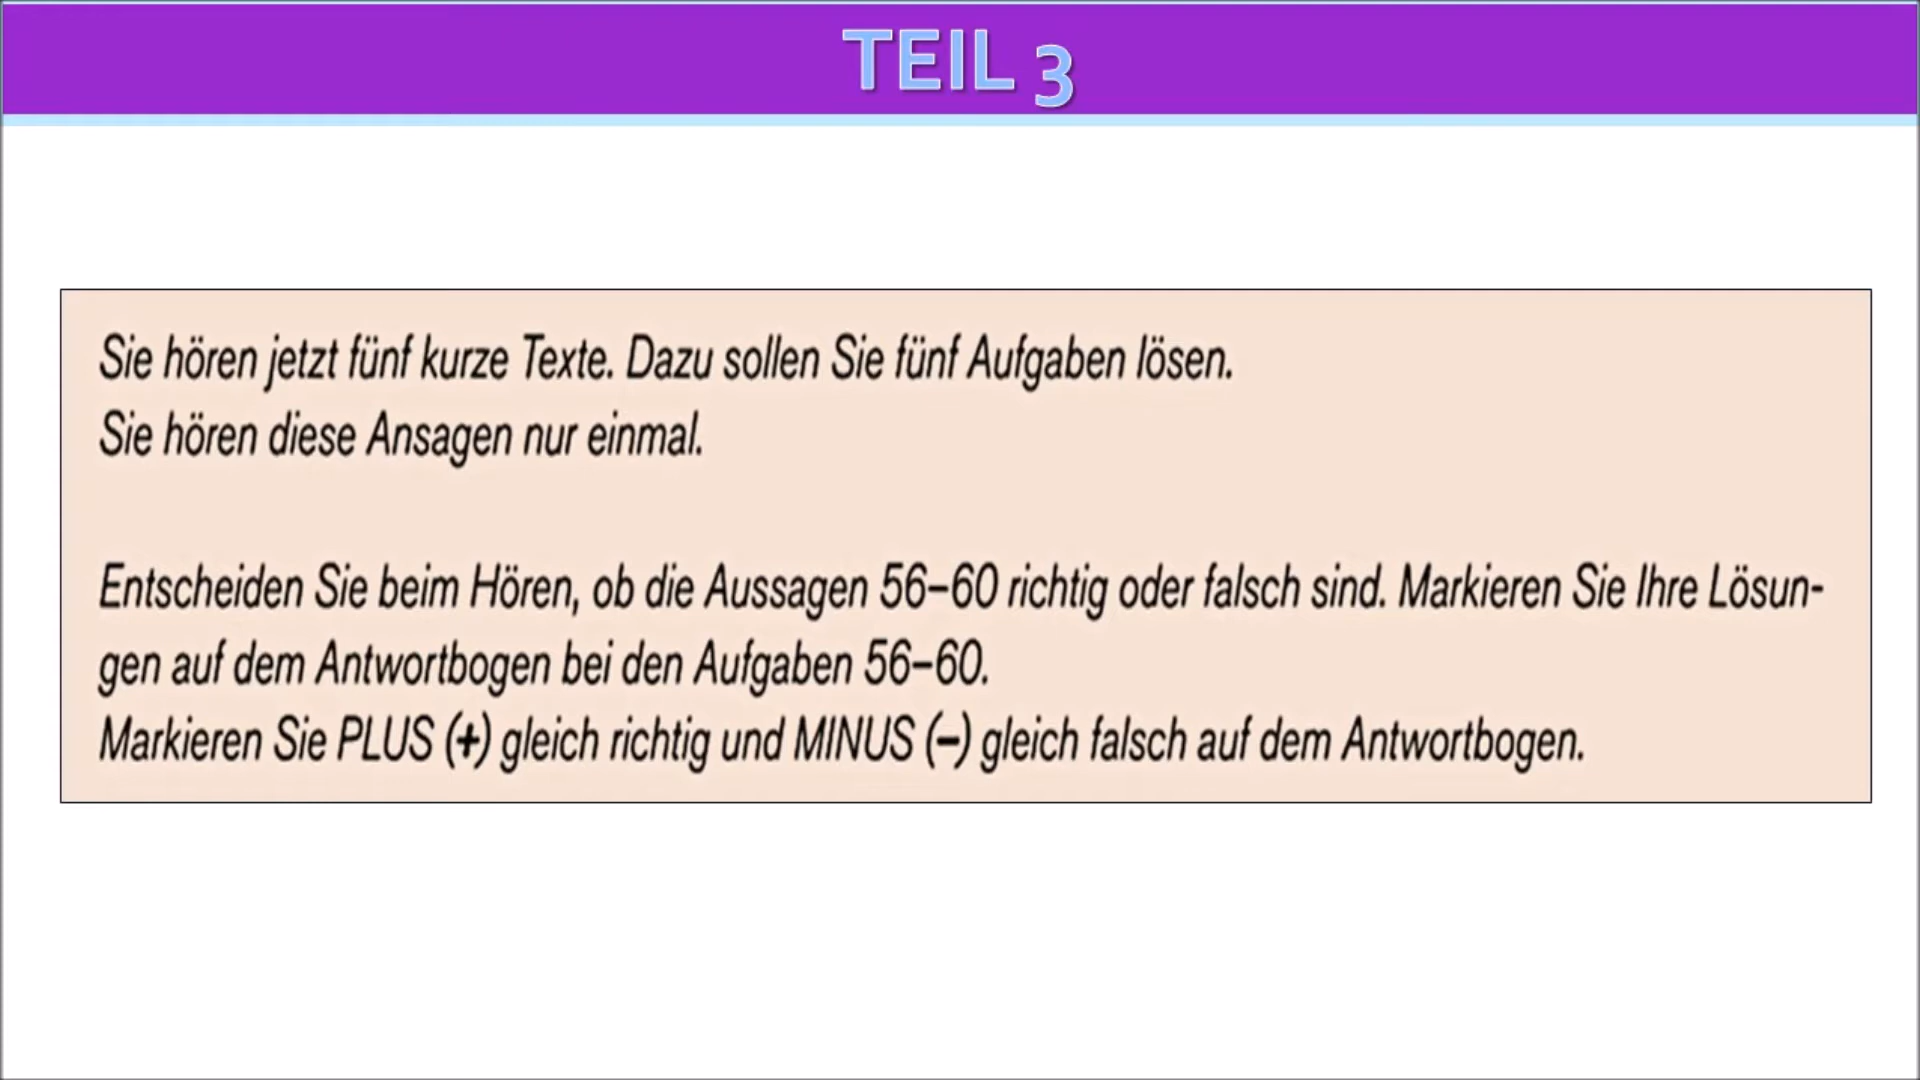 TEIL 3
Sie hören jetzt fünf kurze Texte. Dazu sollen Sie fünf Aufgaben lösen.
Sie hören diese Ansagen nur einmal.
Entscheiden Sie beim Hören, ob die Aussagen 56–60 richtig oder falsch sind. Markieren Sie Ihre Lösun-
gen auf dem Antwortbogen bei den Aufgaben 56–60.
Markieren Sie PLUS (+) gleich richtig und MINUS (–) gleich falsch auf dem Antwortbogen.